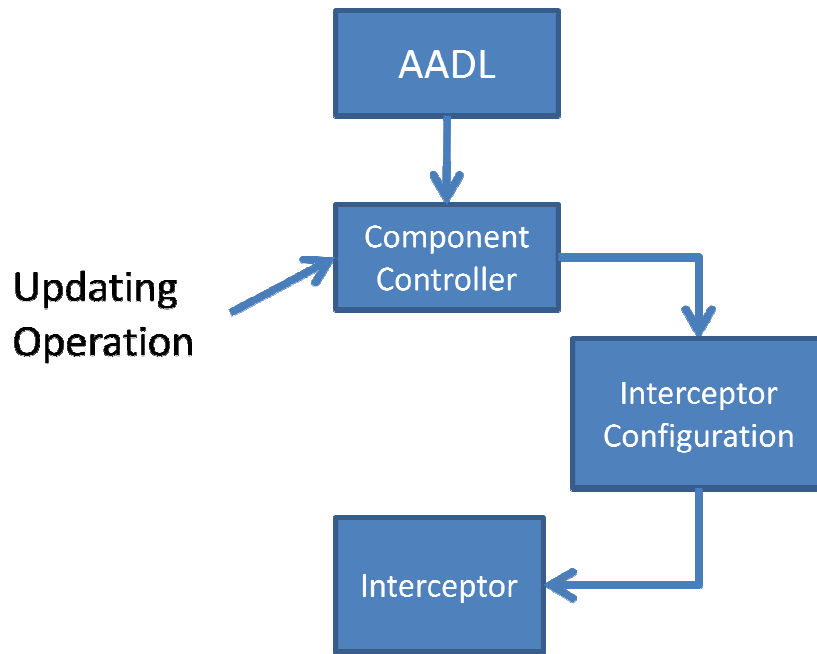 AADL
Component
Controller
Updating
Operation
Interceptor
Configuration
Interceptor